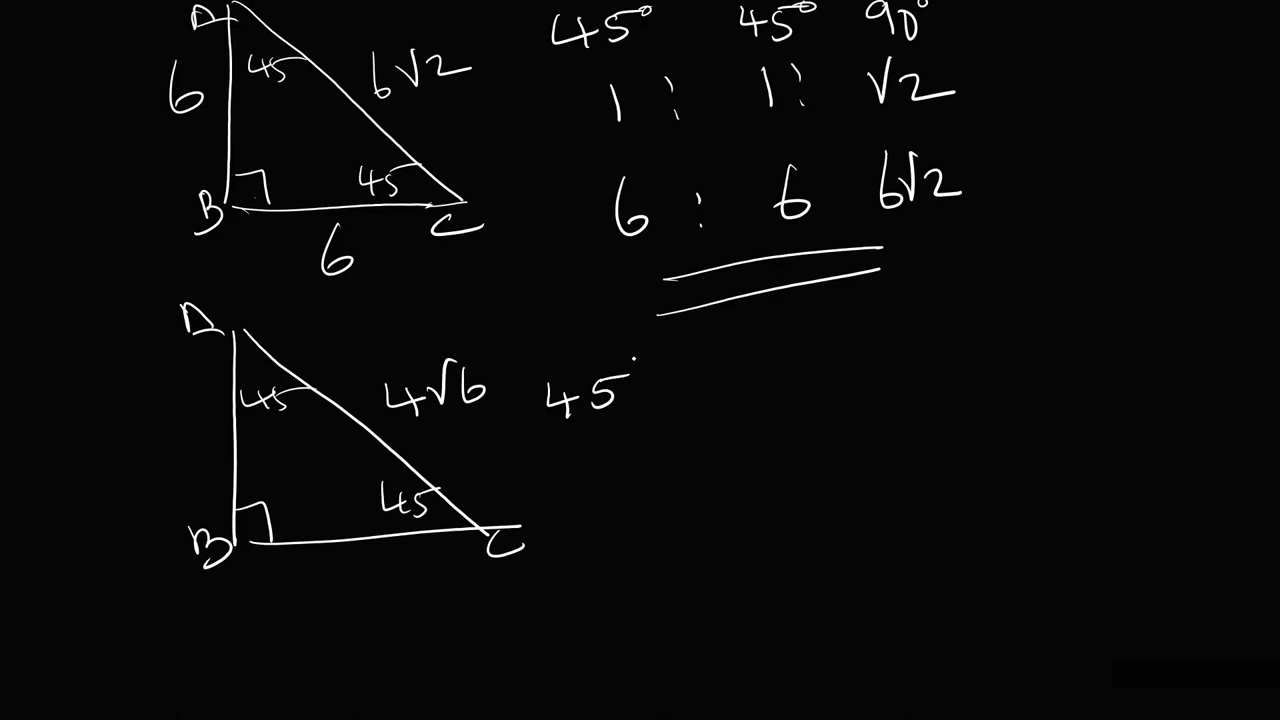 A
45° 45° 90°
6 45 6√2
1 : 1 : √2
45
B C
6 : 6 6√2
6
A
45 4√6 45°
45
B C